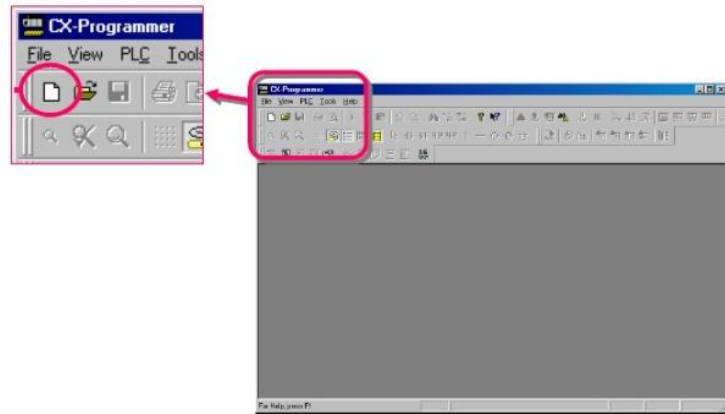 CX-Programmer
File View PLC Tools
CX-Programmer
File View PLC Tools Help
For Help, press F1